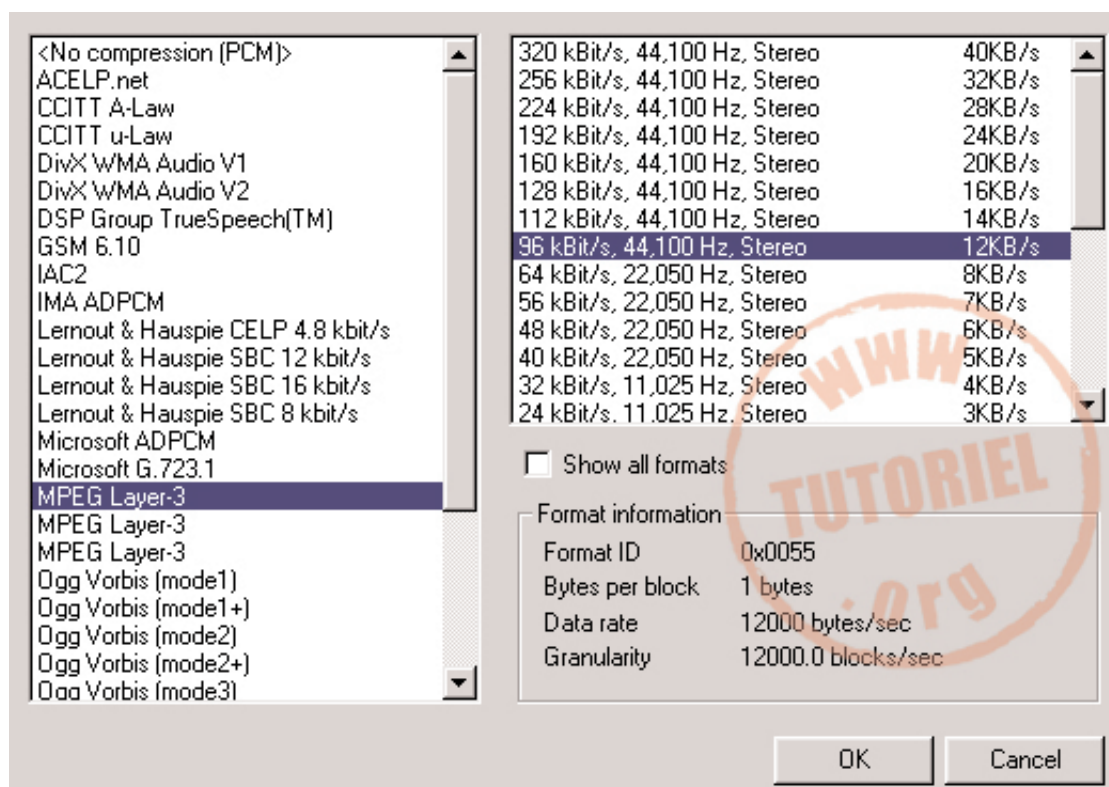 <No compression (PCM)>
ACELP.net
CCITT A-Law
CCITT u-Law
DivX WMA Audio V1
DivX WMA Audio V2
DSP Group TrueSpeech(TM)
GSM 6.10
IAC2
IMA ADPCM
Lernout & Hauspie CELP 4.8 kbit/s
Lernout & Hauspie SBC 12 kbit/s
Lernout & Hauspie SBC 16 kbit/s
Lernout & Hauspie SBC 8 kbit/s
Microsoft ADPCM
Microsoft G.723.1
MPEG Layer-3
MPEG Layer-3
MPEG Layer-3
Ogg Vorbis (mode1)
Ogg Vorbis (mode1+)
Ogg Vorbis (mode2)
Ogg Vorbis (mode2+)
Ogg Vorbis (mode3)
320 kBit/s, 44,100 Hz, Stereo 40KB/s
256 kBit/s, 44,100 Hz, Stereo 32KB/s
224 kBit/s, 44,100 Hz, Stereo 28KB/s
192 kBit/s, 44,100 Hz, Stereo 24KB/s
160 kBit/s, 44,100 Hz, Stereo 20KB/s
128 kBit/s, 44,100 Hz, Stereo 16KB/s
112 kBit/s, 44,100 Hz, Stereo 14KB/s
96 kBit/s, 44,100 Hz, Stereo 12KB/s
64 kBit/s, 22,050 Hz, Stereo 8KB/s
56 kBit/s, 22,050 Hz, Stereo 7KB/s
48 kBit/s, 22,050 Hz, Stereo 6KB/s
40 kBit/s, 22,050 Hz, Stereo 5KB/s
32 kBit/s, 11,025 Hz, Stereo 4KB/s
24 kBit/s, 11,025 Hz, Stereo 3KB/s
Show all formats
Format information
Format ID 0x0055
Bytes per block 1 bytes
Data rate 12000 bytes/sec
Granularity 12000.0 blocks/sec
WWW
TUTORIEL
.org
OK
Cancel